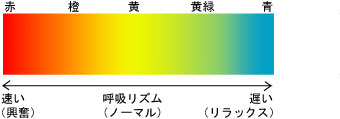 赤 橙 黄 黄緑 青
速い 呼吸リズム 遅い
(興奮) (ノーマル) (リラックス)